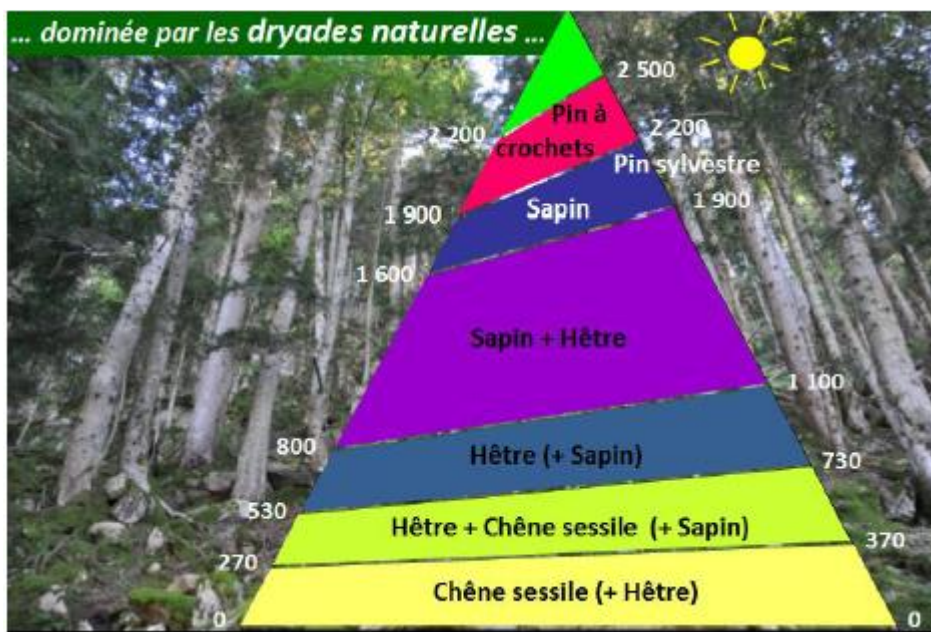 ... dominée par les dryades naturelles ...
2 500
2 200
Pin à
crochets
2 200
Pin sylvestre
1 900
Sapin
1 900
1 600
Sapin + Hêtre
1 100
800
Hêtre (+ Sapin)
730
530
Hêtre + Chêne sessile (+ Sapin)
370
270
Chêne sessile (+ Hêtre)
0
0